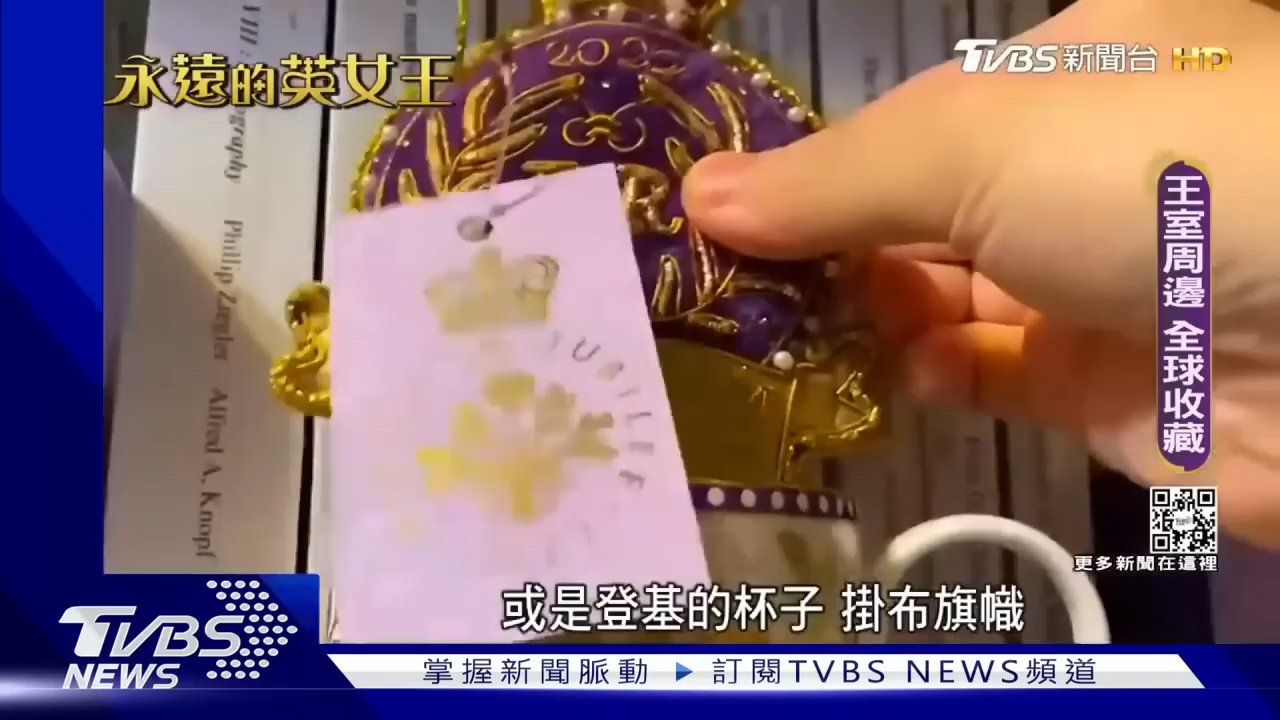 永遠的英女王
TVBS新聞台 HD
2022
Phillip Ziegler
Alfred A. Knopf
JUBILEE
王室周邊 全球收藏
更多新聞在這裡
或是登基的杯子 掛布旗幟
TVBS
NEWS
掌握新聞脈動 ▶ 訂閱TVBS NEWS頻道